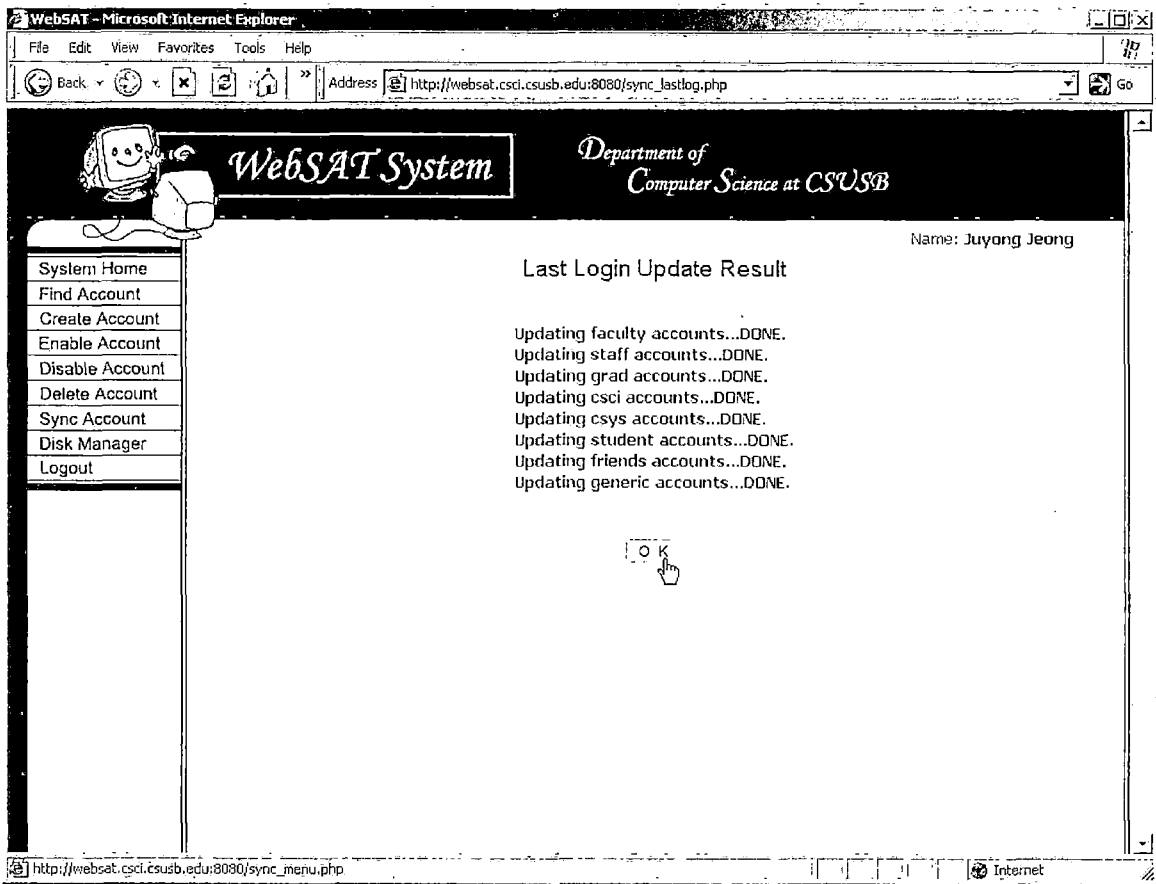 WebSAT - Microsoft Internet Explorer
File Edit View Favorites Tools Help
Back » Address http://websat.csci.csusb.edu:8080/sync_lastlog.php Go
WebSAT System
Department of
Computer Science at CSUSB
Name: Juyong Jeong
System Home
Find Account
Create Account
Enable Account
Disable Account
Delete Account
Sync Account
Disk Manager
Logout
Last Login Update Result
Updating faculty accounts...DONE.
Updating staff accounts...DONE.
Updating grad accounts...DONE.
Updating csci accounts...DONE.
Updating csys accounts...DONE.
Updating student accounts...DONE.
Updating friends accounts...DONE.
Updating generic accounts...DONE.
O K
http://websat.csci.csusb.edu:8080/sync_menu.php Internet